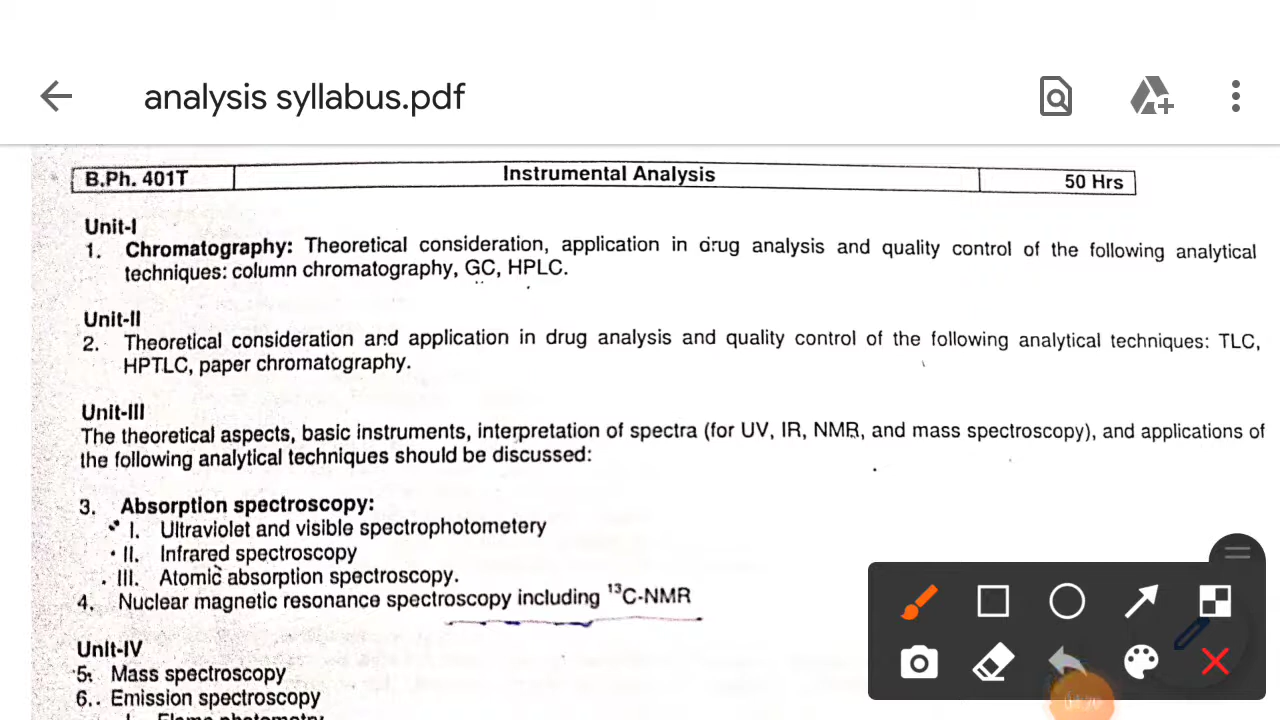 analysis syllabus.pdf
B.Ph. 401T Instrumental Analysis 50 Hrs
Unit-I
1. Chromatography: Theoretical consideration, application in drug analysis and quality control of the following analytical
techniques: column chromatography, GC, HPLC.
Unit-II
2. Theoretical consideration and application in drug analysis and quality control of the following analytical techniques: TLC,
HPTLC, paper chromatography.
Unit-III
The theoretical aspects, basic instruments, interpretation of spectra (for UV, IR, NMR, and mass spectroscopy), and applications of
the following analytical techniques should be discussed:
3. Absorption spectroscopy:
I. Ultraviolet and visible spectrophotometery
II. Infrared spectroscopy
III. Atomic absorption spectroscopy.
4. Nuclear magnetic resonance spectroscopy including ¹³C-NMR
Unit-IV
5. Mass spectroscopy
6. Emission spectroscopy
I. Flame photometry